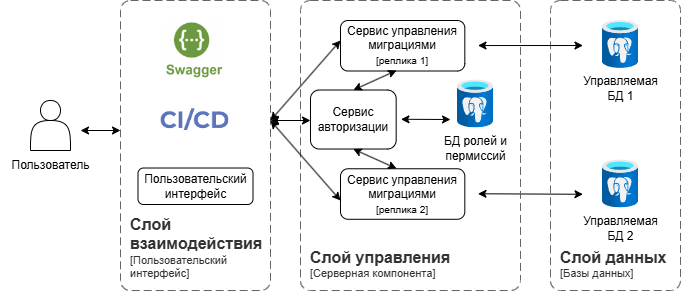 Пользователь
{···}
Swagger
CI/CD
Пользовательский
интерфейс
Слой
взаимодействия
[Пользовательский
интерфейс]
Сервис управления
миграциями
[реплика 1]
Сервис
авторизации
БД ролей и
пермиссий
Сервис управления
миграциями
[реплика 2]
Слой управления
[Серверная компонента]
Управляемая
БД 1
Управляемая
БД 2
Слой данных
[Базы данных]